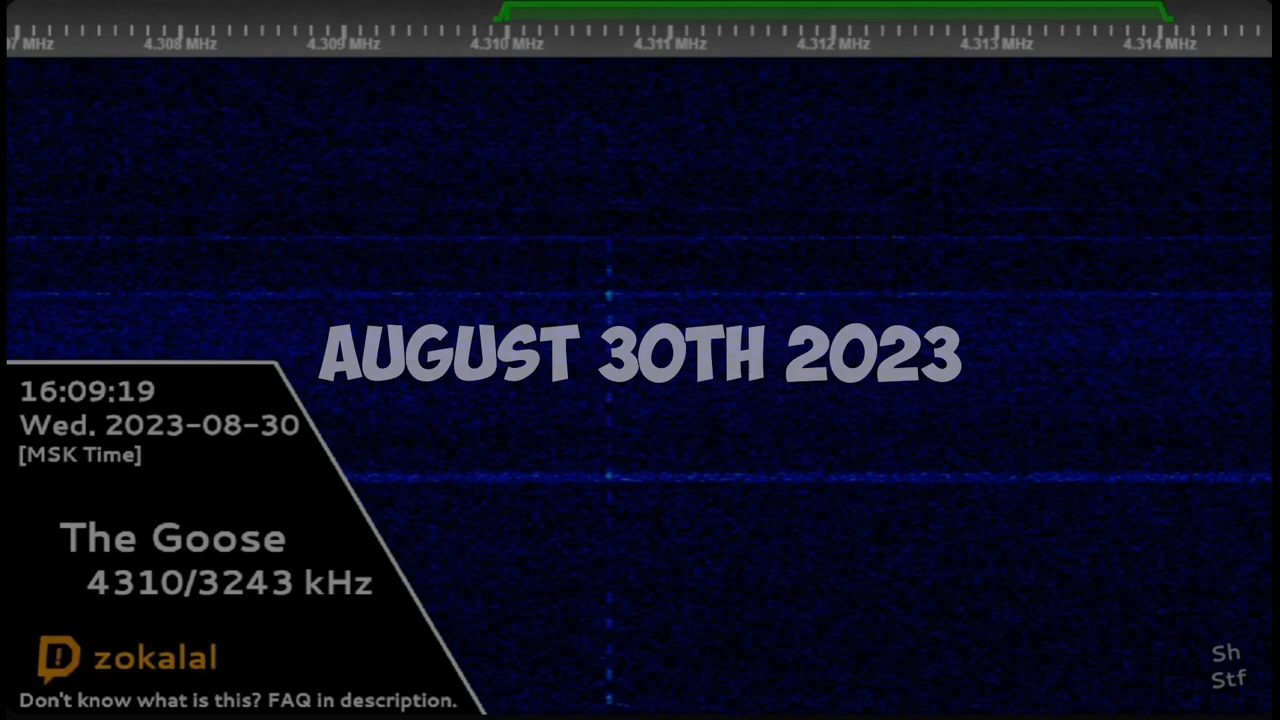 07 MHz 4.308 MHz 4.309 MHz 4.310 MHz 4.311 MHz 4.312 MHz 4.313 MHz 4.314 MHz
AUGUST 30TH 2023
16:09:19
Wed. 2023-08-30
[MSK Time]
The Goose
4310/3243 kHz
zokalal
Don't know what is this? FAQ in description.
Sh
Stf